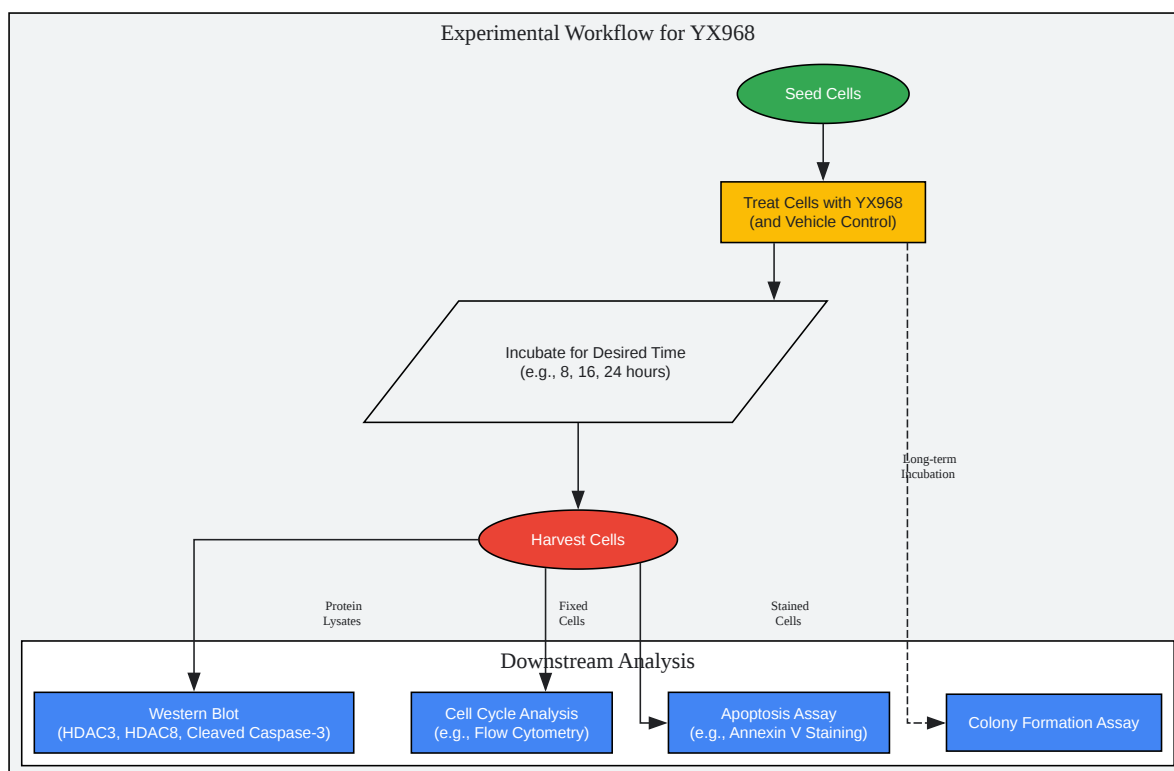 Experimental Workflow for YX968
Seed Cells
Treat Cells with YX968
(and Vehicle Control)
Incubate for Desired Time
(e.g., 8, 16, 24 hours)
Long-term
Incubation
Harvest Cells
Protein
Lysates
Fixed
Cells
Stained
Cells
Downstream Analysis
Western Blot
(HDAC3, HDAC8, Cleaved Caspase-3)
Cell Cycle Analysis
(e.g., Flow Cytometry)
Apoptosis Assay
(e.g., Annexin V Staining)
Colony Formation Assay